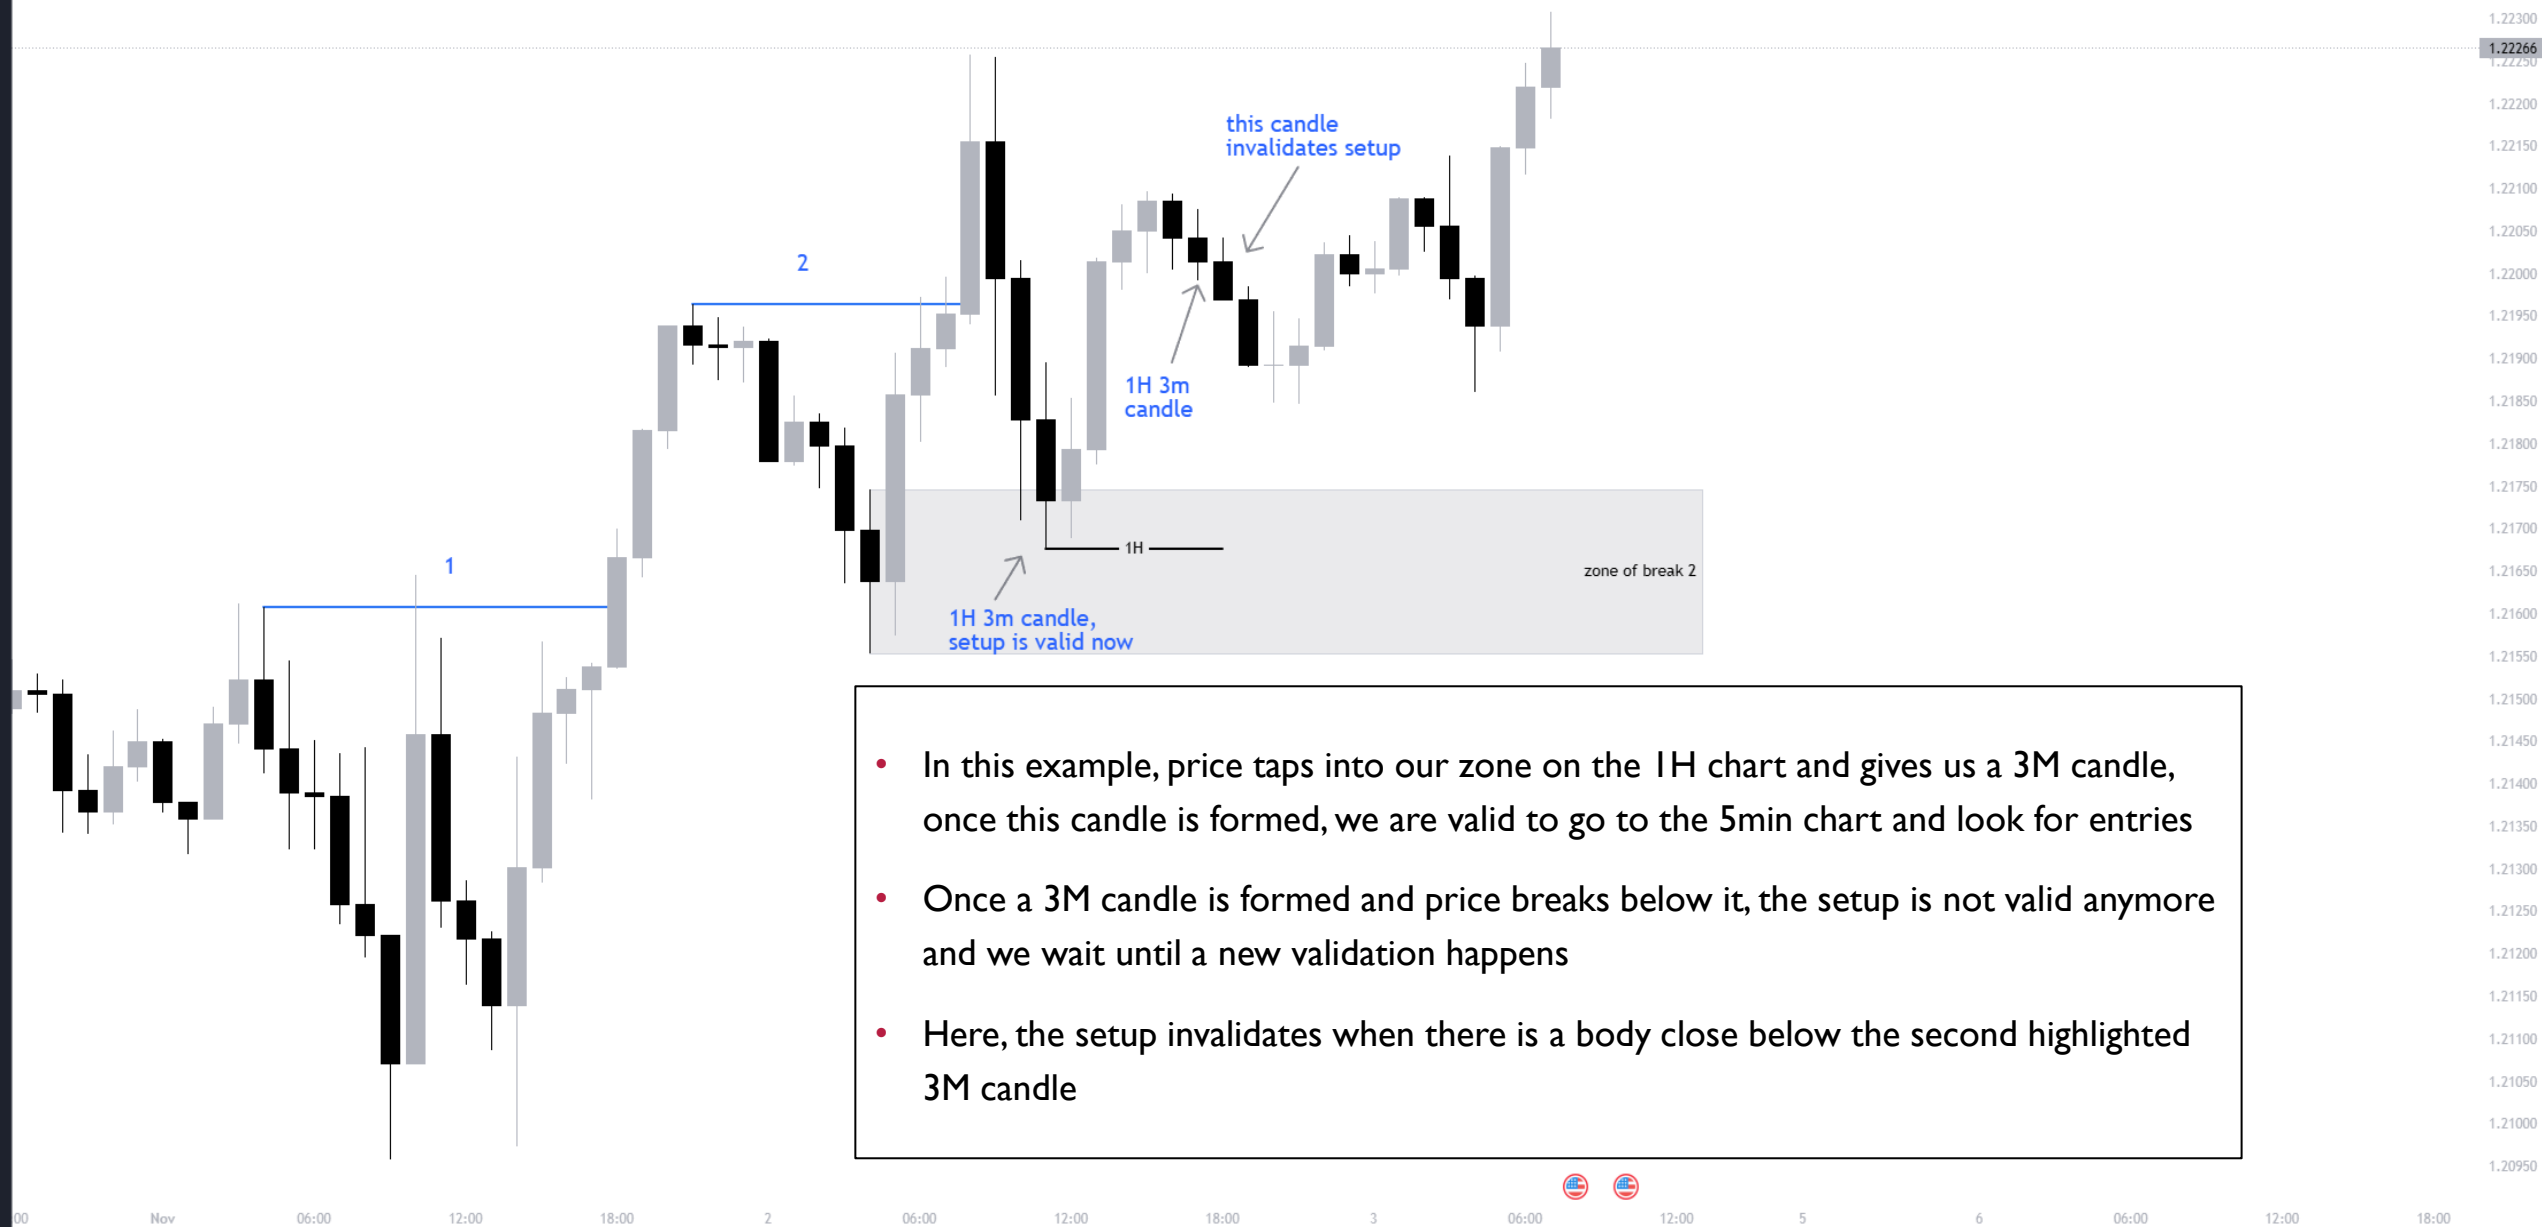 1.22300
1.22266
1.22250
1.22200
this candle
invalidates setup
1.22150
1.22100
1.22050
2
1.22000
1.21950
1.21900
1H 3m
candle
1.21850
1.21800
1.21750
1.21700
1H
1
zone of break 2
1.21650
1H 3m candle,
setup is valid now
1.21600
1.21550
1.21500
1.21450
• In this example, price taps into our zone on the 1H chart and gives us a 3M candle,
once this candle is formed, we are valid to go to the 5min chart and look for entries
1.21400
1.21350
1.21300
• Once a 3M candle is formed and price breaks below it, the setup is not valid anymore
and we wait until a new validation happens
1.21250
1.21200
1.21150
• Here, the setup invalidates when there is a body close below the second highlighted
3M candle
1.21100
1.21050
1.21000
1.20950
00 Nov 06:00 12:00 18:00 2 06:00 12:00 18:00 3 06:00 12:00 5 6 06:00 12:00 18:00